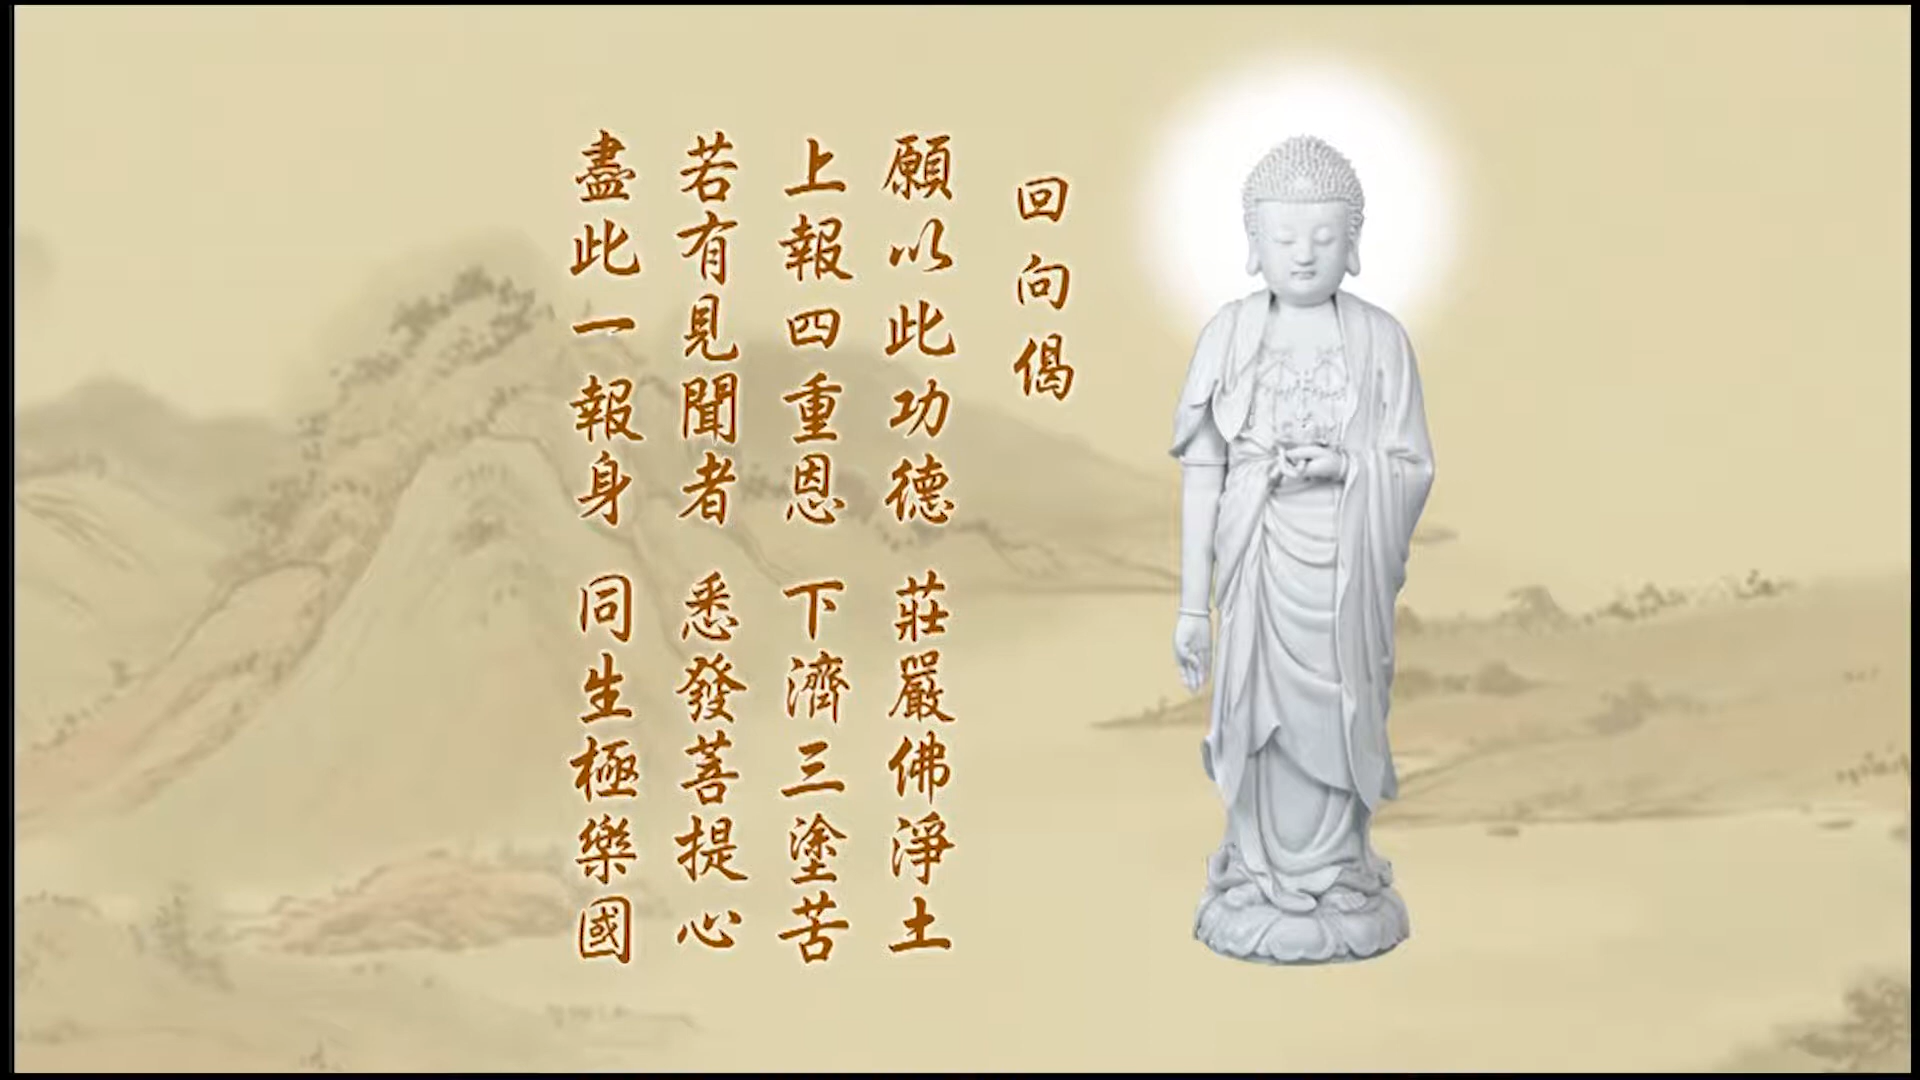 回向偈
願以此功德 莊嚴佛淨土
上報四重恩 下濟三塗苦
若有見聞者 悉發菩提心
盡此一報身 同生極樂國